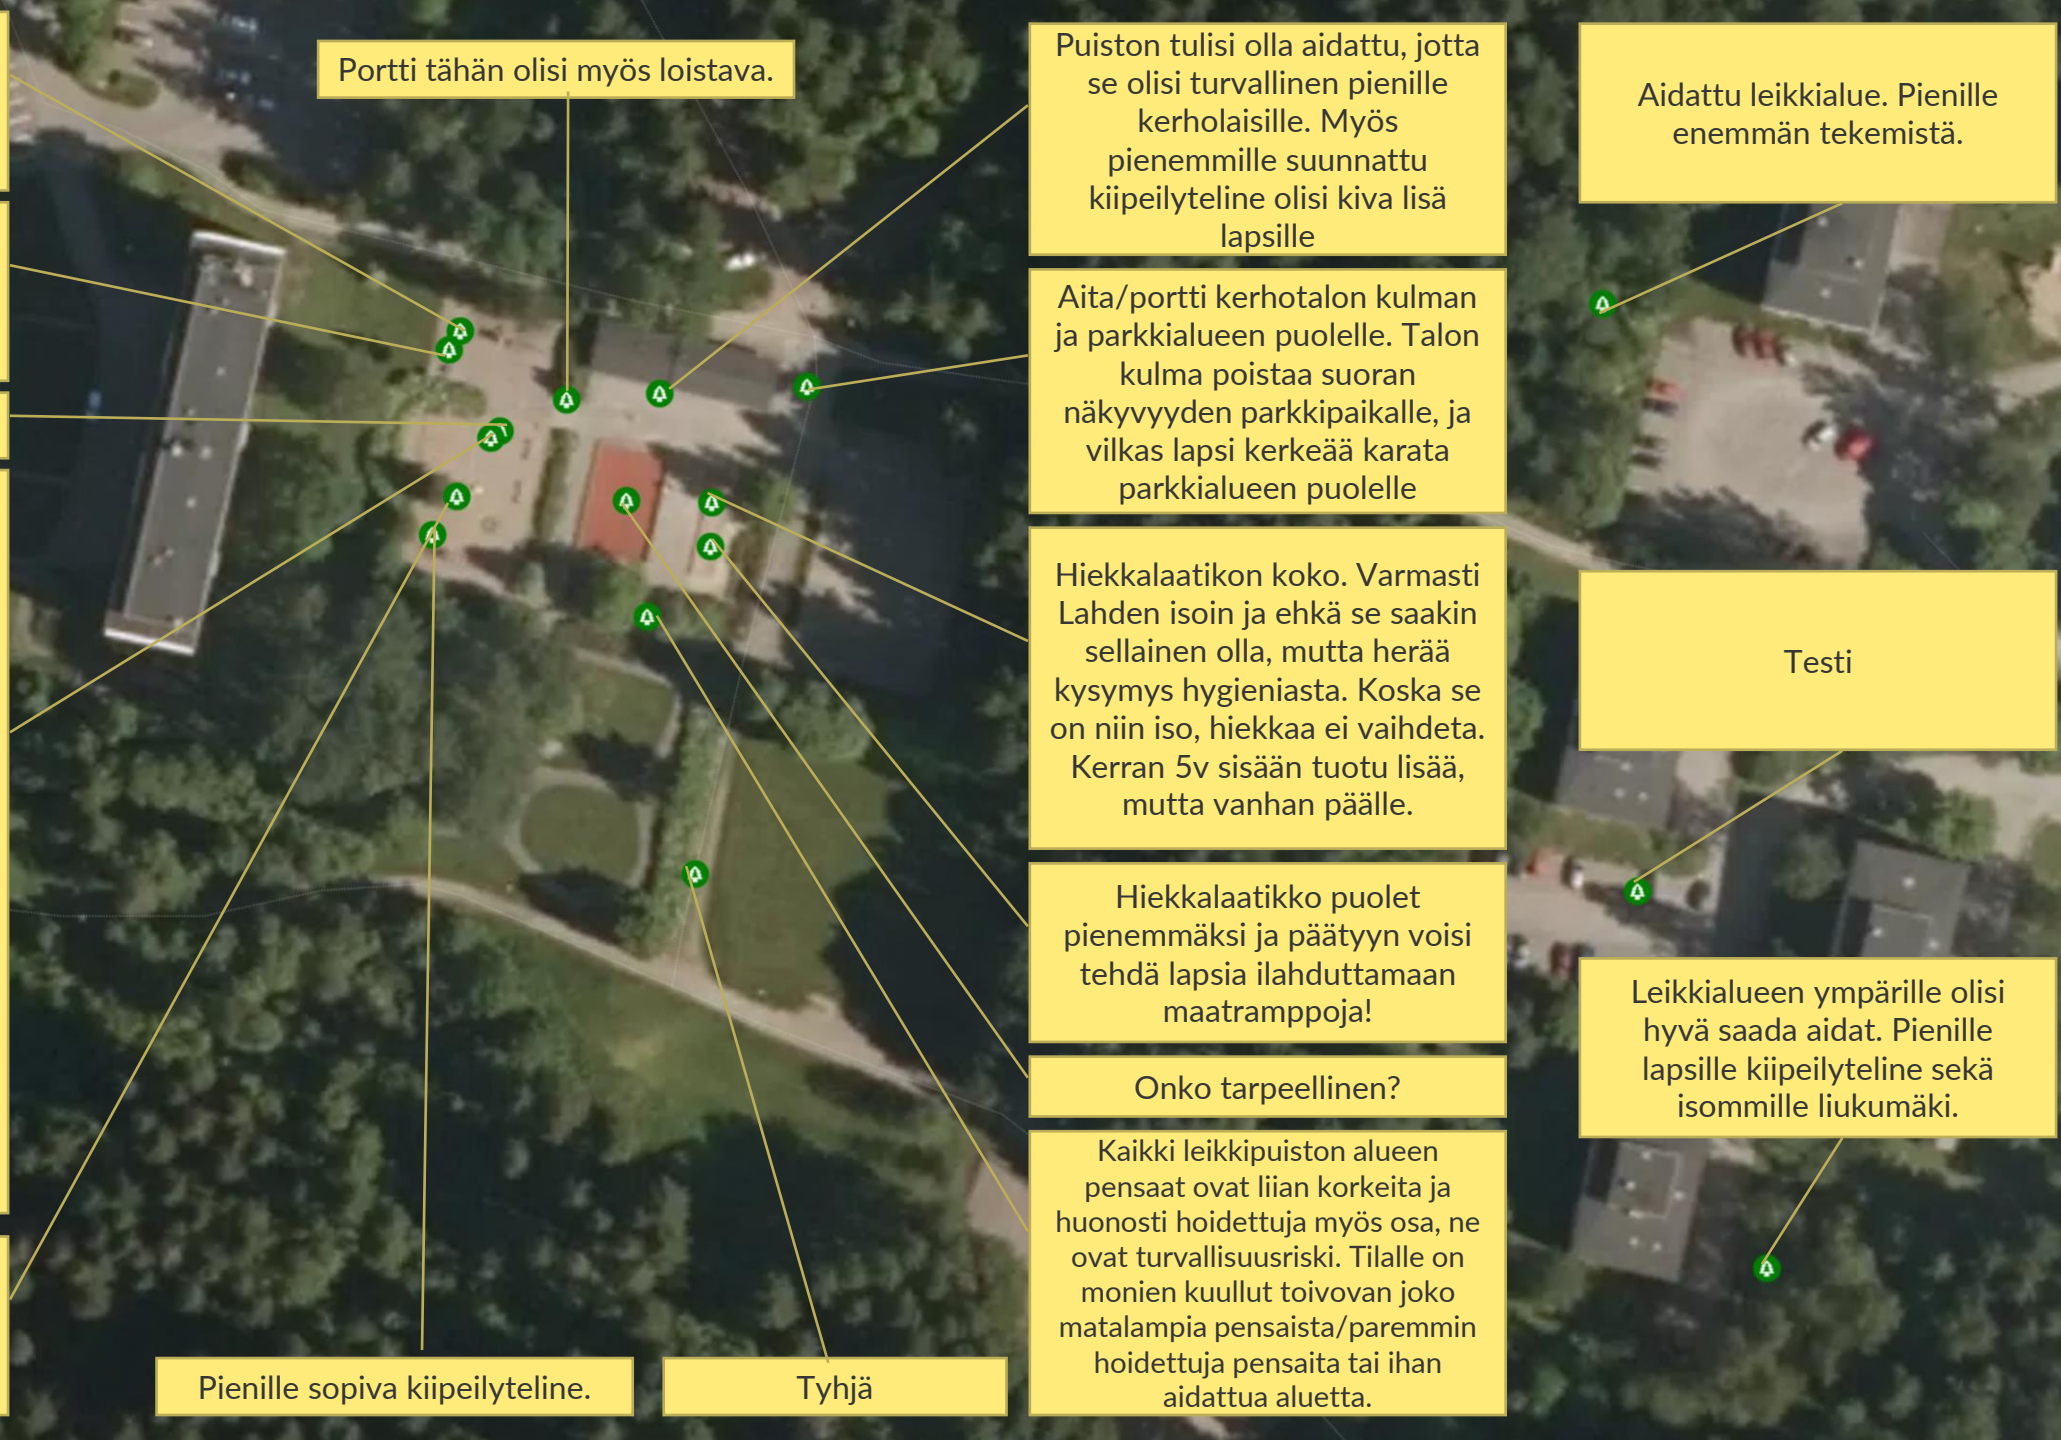 Portti tähän olisi myös loistava.
Puiston tulisi olla aidattu, jotta
se olisi turvallinen pienille
kerholaisille. Myös
pienemmille suunnattu
kiipeilyteline olisi kiva lisä
lapsille
Aidattu leikkialue. Pienille
enemmän tekemistä.
Aita/portti kerhotalon kulman
ja parkkialueen puolelle. Talon
kulma poistaa suoran
näkyvyyden parkkipaikalle, ja
vilkas lapsi kerkeää karata
parkkialueen puolelle
Hiekkalaatikon koko. Varmasti
Lahden isoin ja ehkä se saakin
sellainen olla, mutta herää
kysymys hygieniasta. Koska se
on niin iso, hiekkaa ei vaihdeta.
Kerran 5v sisään tuotu lisää,
mutta vanhan päälle.
Testi
Hiekkalaatikko puolet
pienemmäksi ja päätyyn voisi
tehdä lapsia ilahduttamaan
maatramppoja!
Leikkialueen ympärille olisi
hyvä saada aidat. Pienille
lapsille kiipeilyteline sekä
isommille liukumäki.
Onko tarpeellinen?
Kaikki leikkipuiston alueen
pensaat ovat liian korkeita ja
huonosti hoidettuja myös osa, ne
ovat turvallisuusriski. Tilalle on
monien kuullut toivovan joko
matalampia pensaista/paremmin
hoidettuja pensaita tai ihan
aidattua aluetta.
Pienille sopiva kiipeilyteline.
Tyhjä